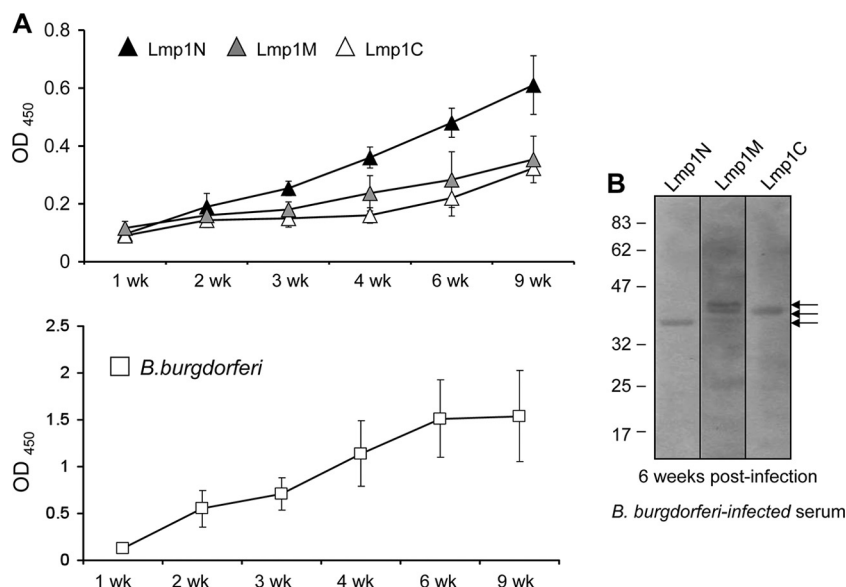 A
0.8
Lmp1N Lmp1M Lmp1C
0.6
OD 450
0.4
0.2
0
1 wk 2 wk 3 wk 4 wk 6 wk 9 wk
2.5
B.burgdorferi
2
1.5
OD 450
1
0.5
0
1 wk 2 wk 3 wk 4 wk 6 wk 9 wk
B
Lmp1N Lmp1M Lmp1C
83
62
47
32
25
17
6 weeks post-infection
B. burgdorferi-infected serum